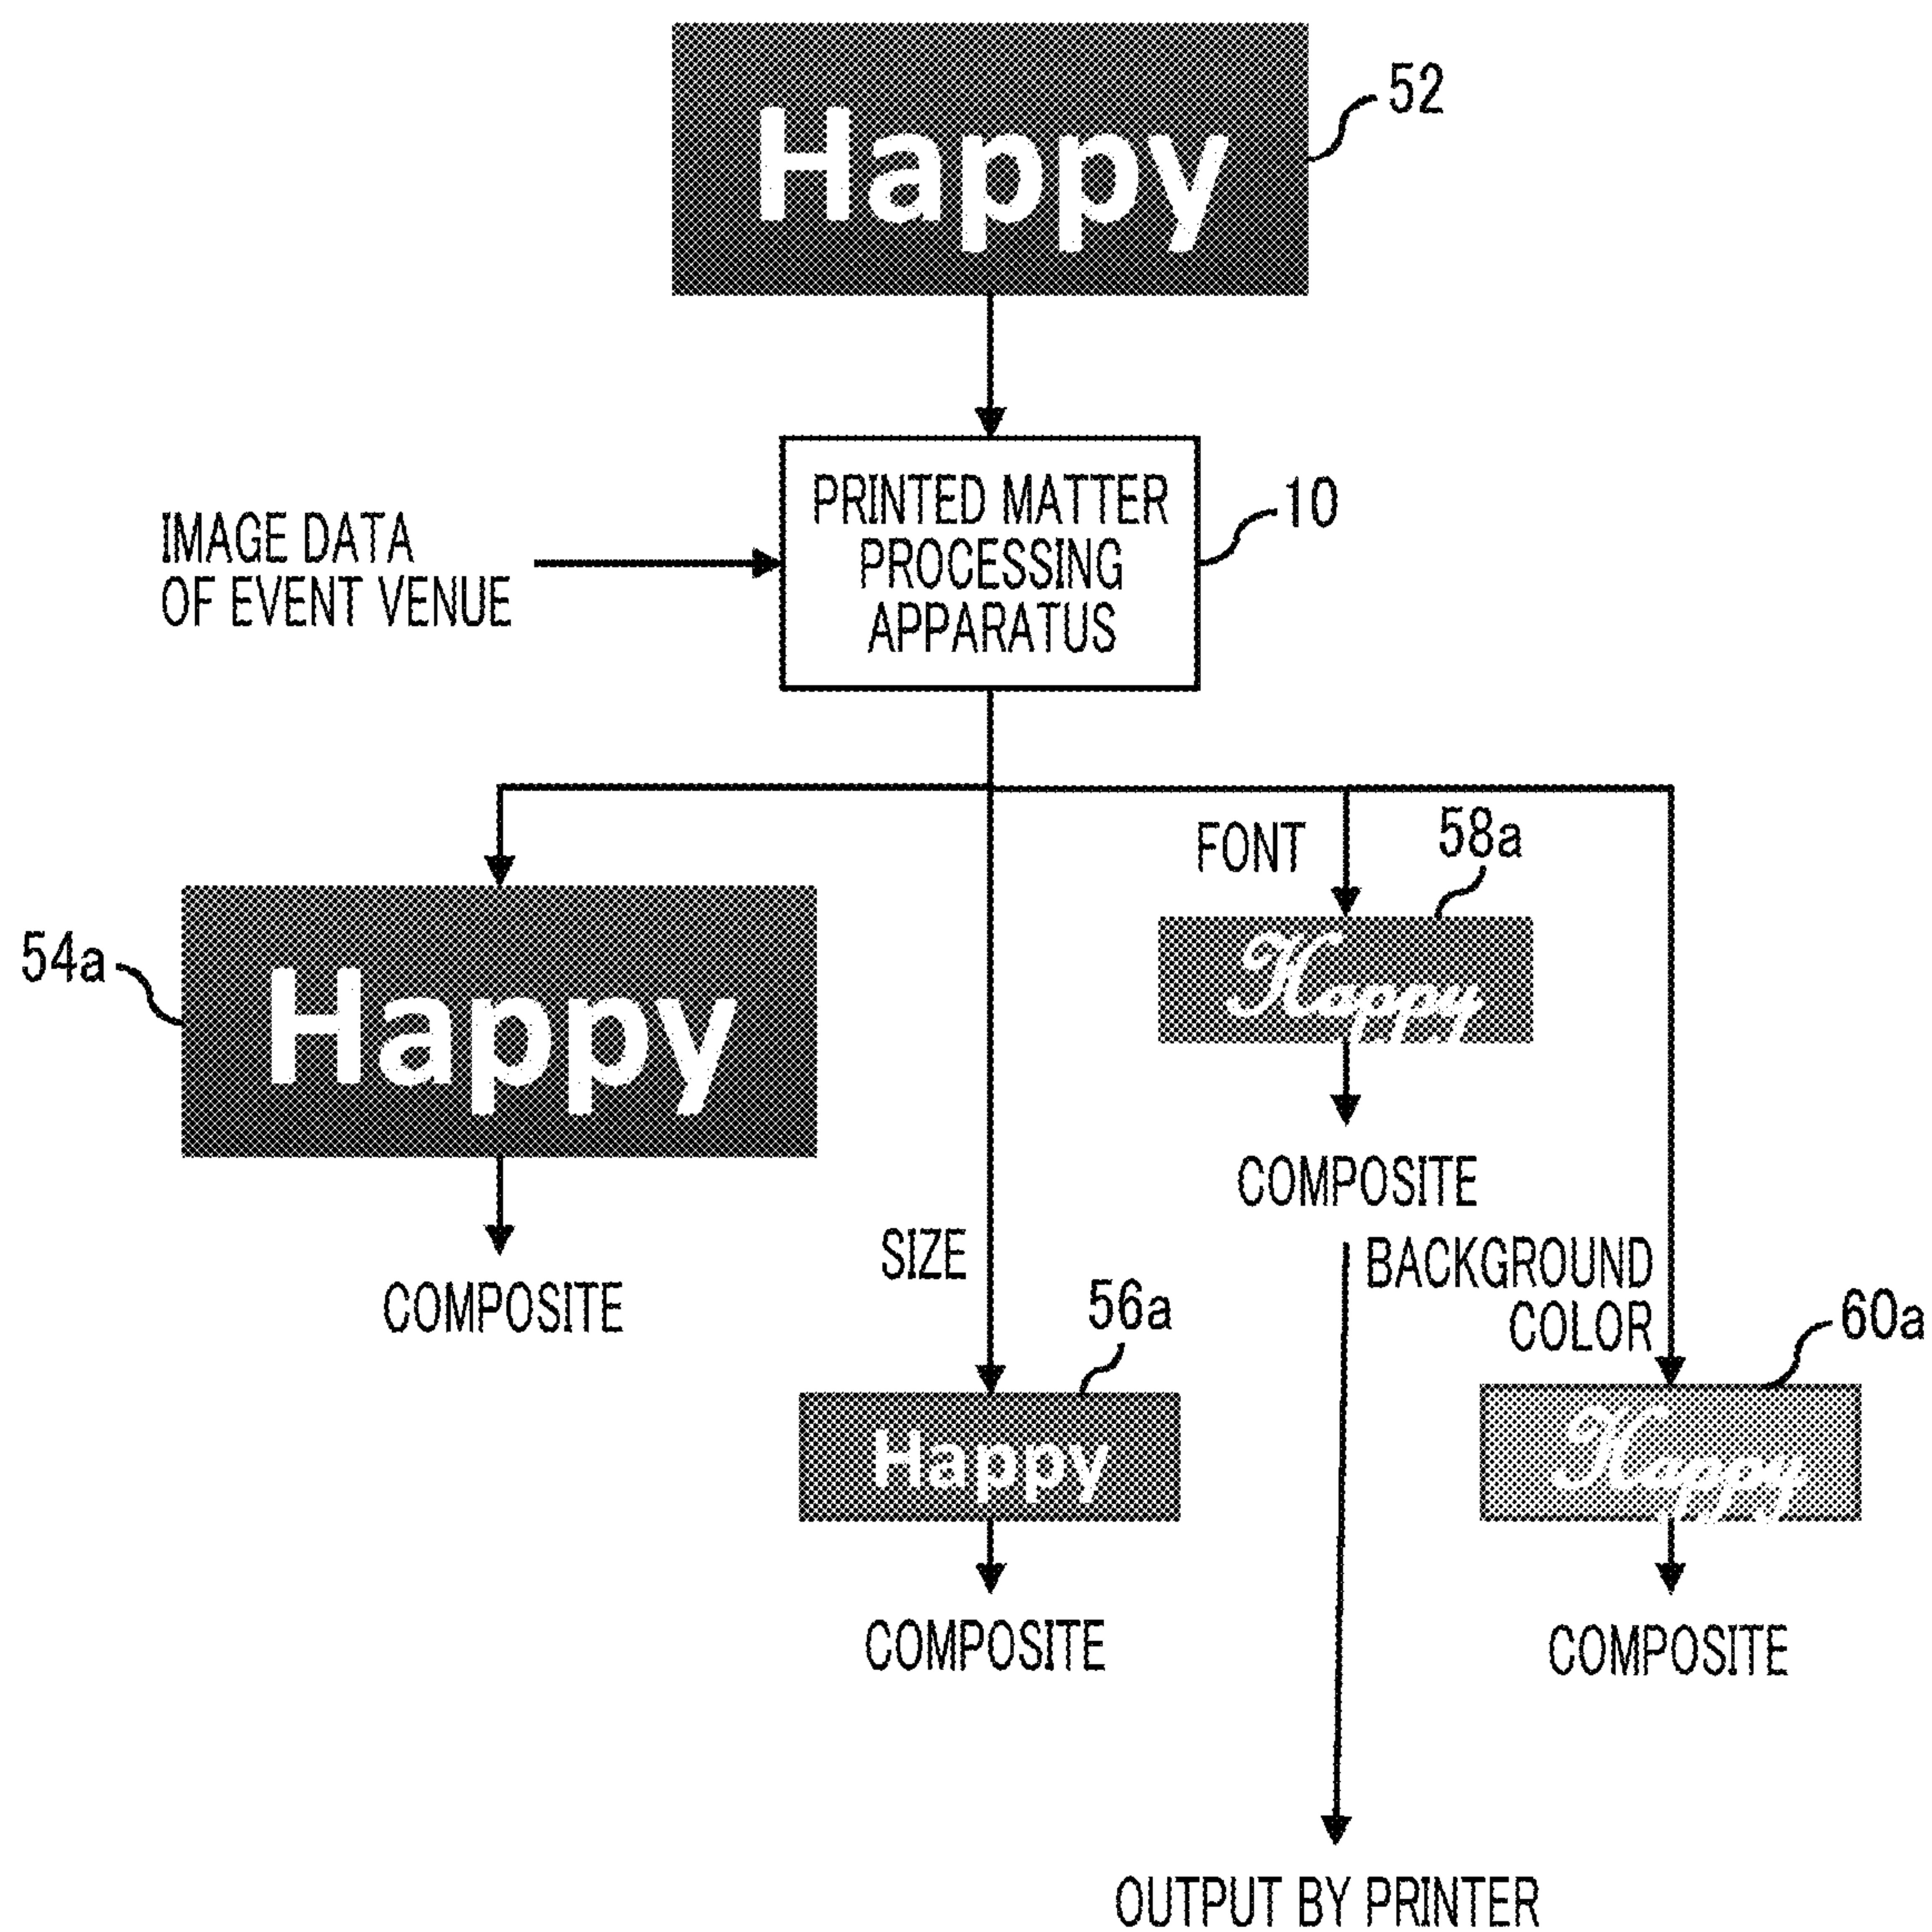 Happy
52
PRINTED MATTER
PROCESSING
APPARATUS
10
IMAGE DATA
OF EVENT VENUE
FONT
58a
Happy
54a
Happy
COMPOSITE
SIZE
BACKGROUND
COLOR
COMPOSITE
56a
60a
Happy
Happy
COMPOSITE
COMPOSITE
OUTPUT BY PRINTER